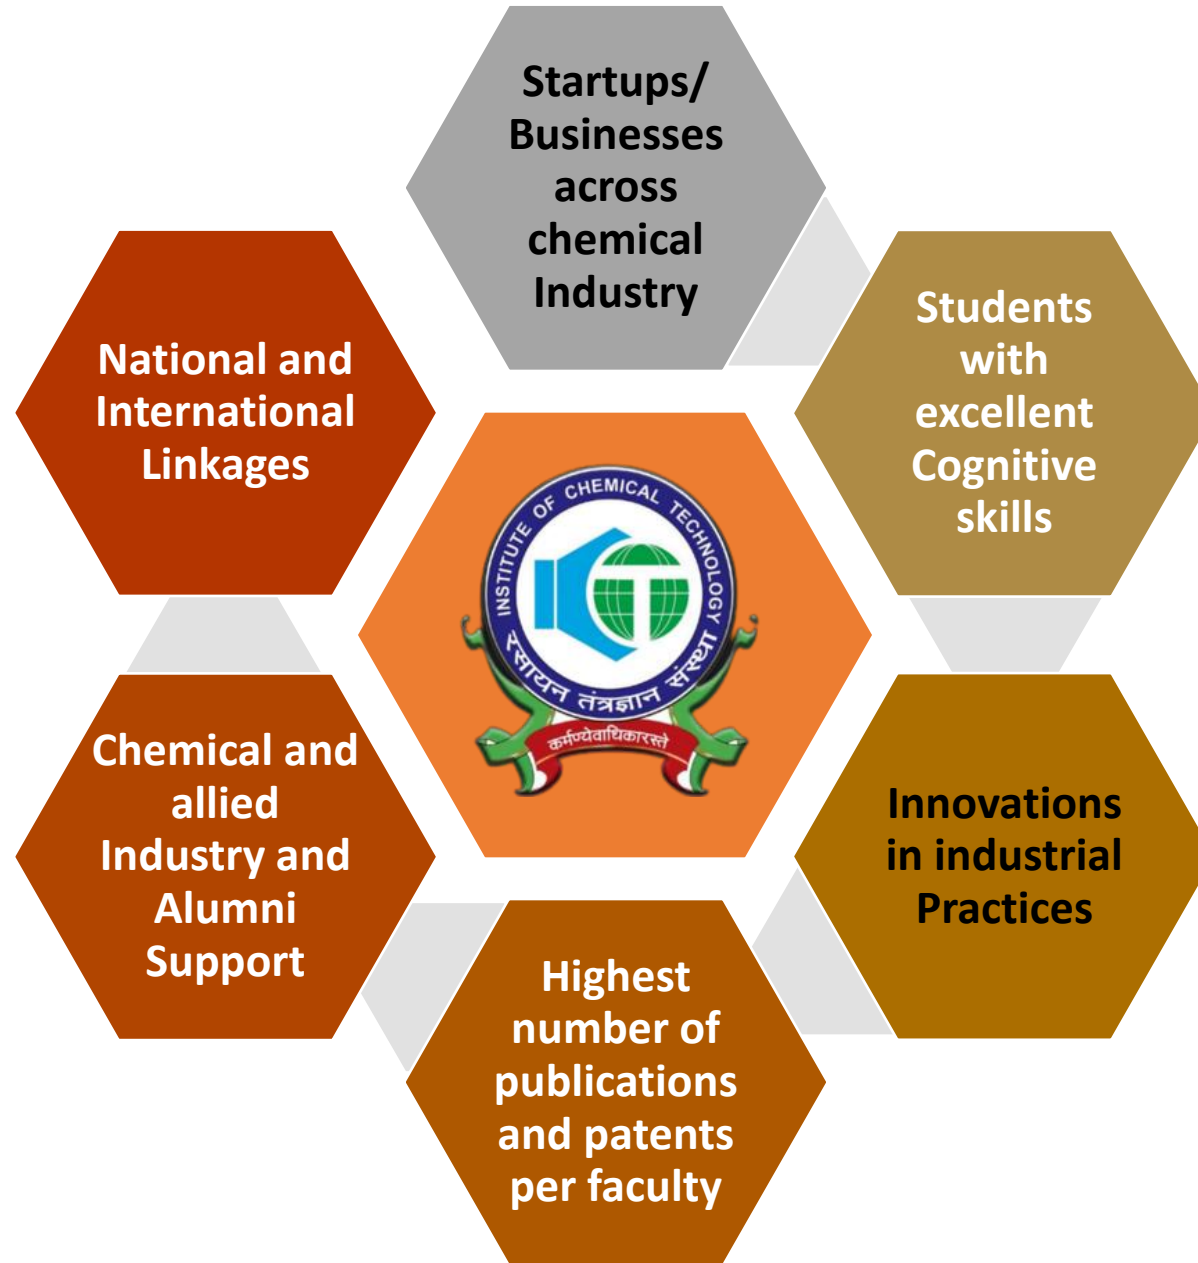 Startups/
Businesses
across
chemical
Industry
Students
with
excellent
Cognitive
skills
Innovations
in industrial
Practices
Highest
number of
publications
and patents
per faculty
Chemical and
allied
Industry and
Alumni
Support
National and
International
Linkages
INSTITUTE OF CHEMICAL TECHNOLOGY
ICT
रसायन तंत्रज्ञान संस्था
कर्मण्येवाधिकारस्ते